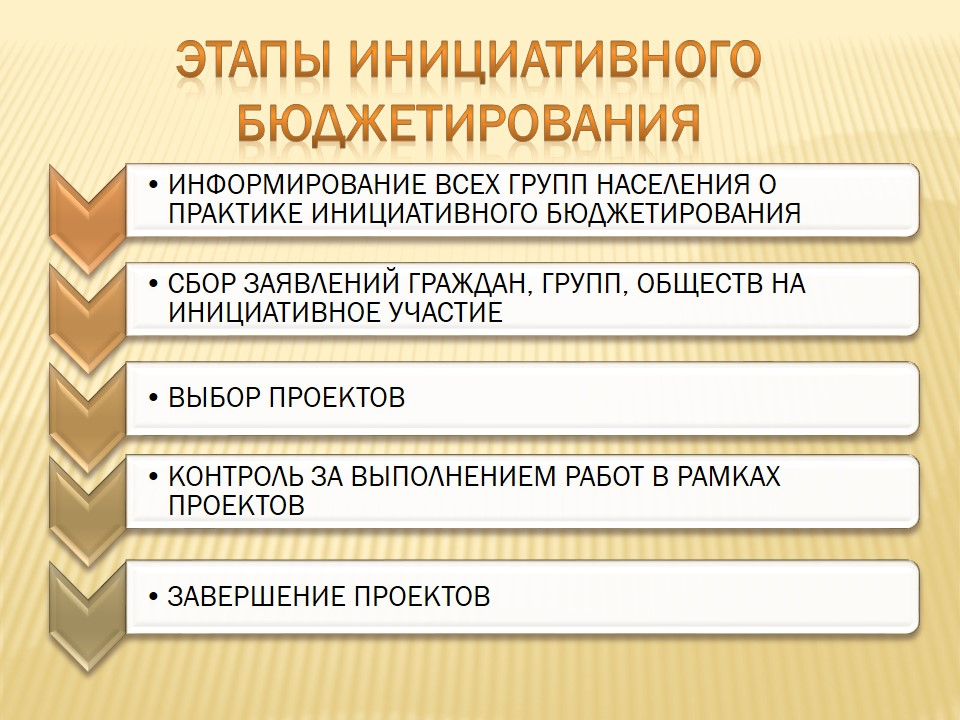 ЭТАПЫ ИНИЦИАТИВНОГО
БЮДЖЕТИРОВАНИЯ
• ИНФОРМИРОВАНИЕ ВСЕХ ГРУПП НАСЕЛЕНИЯ О
ПРАКТИКЕ ИНИЦИАТИВНОГО БЮДЖЕТИРОВАНИЯ
• СБОР ЗАЯВЛЕНИЙ ГРАЖДАН, ГРУПП, ОБЩЕСТВ НА
ИНИЦИАТИВНОЕ УЧАСТИЕ
• ВЫБОР ПРОЕКТОВ
• КОНТРОЛЬ ЗА ВЫПОЛНЕНИЕМ РАБОТ В РАМКАХ
ПРОЕКТОВ
• ЗАВЕРШЕНИЕ ПРОЕКТОВ